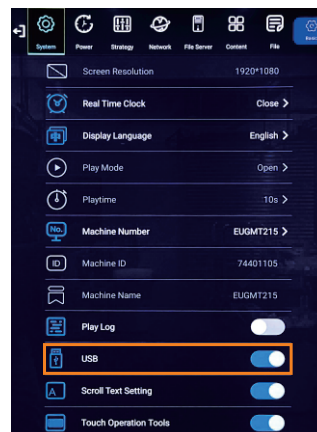 System Power Strategy Network File Server Content File
Screen Resolution 1920*1080
Real Time Clock Close >
Display Language English >
Play Mode Open >
Playtime 10s >
No. Machine Number EUGMT215 >
ID Machine ID 74401105
Machine Name EUGMT215
Play Log
USB
A Scroll Text Setting
Touch Operation Tools